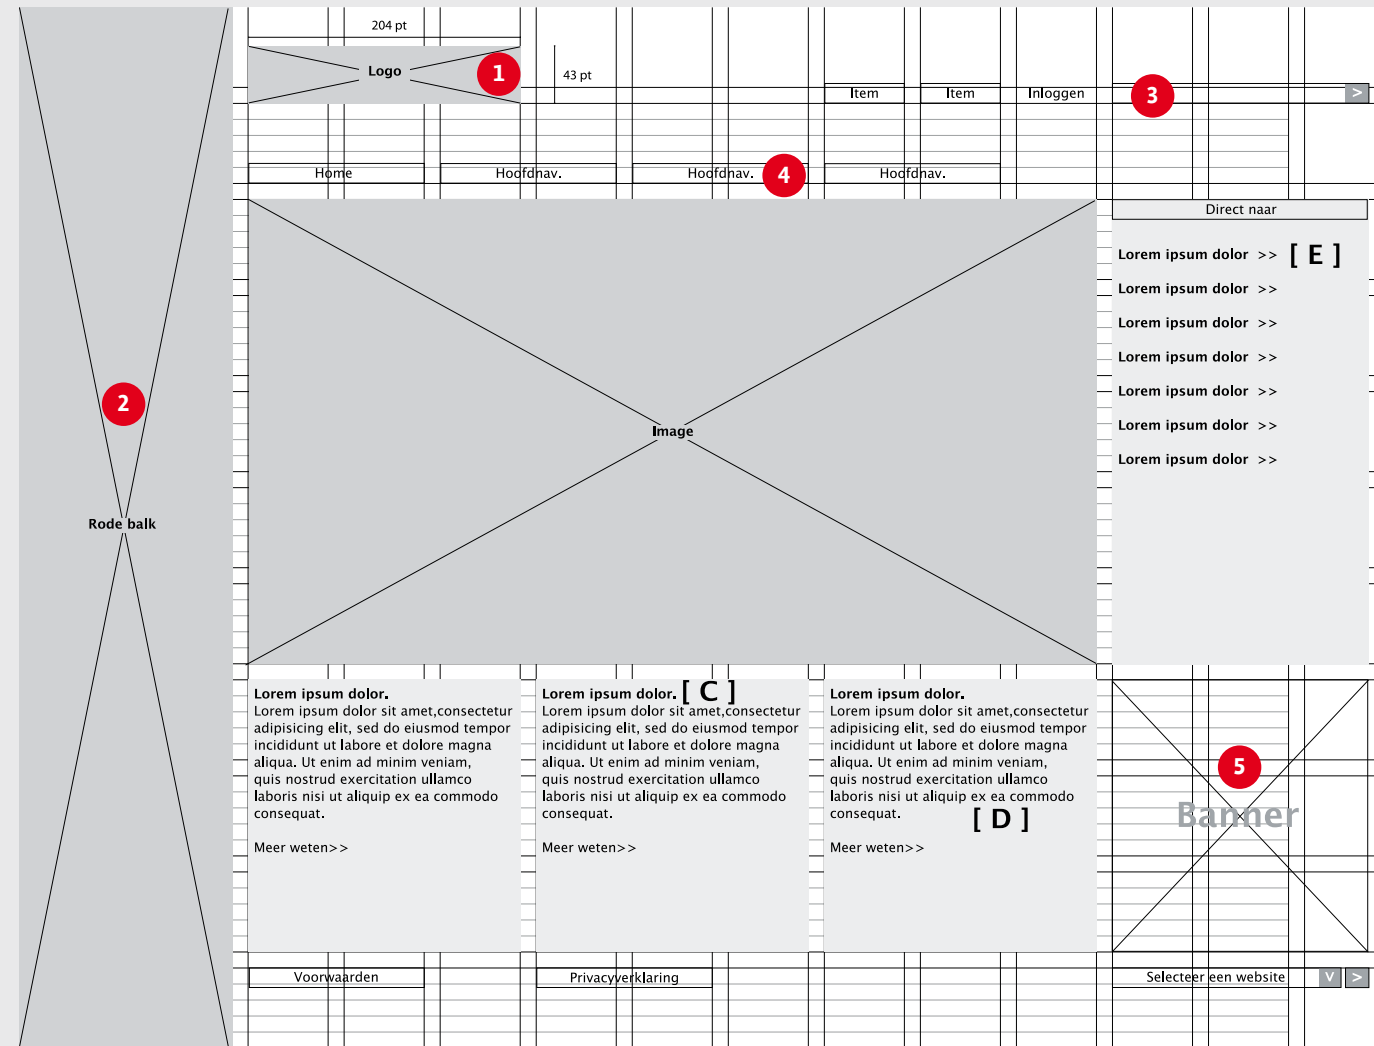 204 pt
Logo
1
43 pt
Item
Item
Inloggen
3
>
Home
Hoofdnav.
Hoofdnav.
4
Hoofdnav.
Direct naar
Lorem ipsum dolor >> [ E ]
Lorem ipsum dolor >>
Lorem ipsum dolor >>
Lorem ipsum dolor >>
Lorem ipsum dolor >>
Lorem ipsum dolor >>
Lorem ipsum dolor >>
2
Image
Rode balk
Lorem ipsum dolor.
Lorem ipsum dolor sit amet,consectetur
adipisicing elit, sed do eiusmod tempor
incididunt ut labore et dolore magna
aliqua. Ut enim ad minim veniam,
quis nostrud exercitation ullamco
laboris nisi ut aliquip ex ea commodo
consequat.
Meer weten>>
Lorem ipsum dolor. [ C ]
Lorem ipsum dolor sit amet,consectetur
adipisicing elit, sed do eiusmod tempor
incididunt ut labore et dolore magna
aliqua. Ut enim ad minim veniam,
quis nostrud exercitation ullamco
laboris nisi ut aliquip ex ea commodo
consequat.
Meer weten>>
Lorem ipsum dolor.
Lorem ipsum dolor sit amet,consectetur
adipisicing elit, sed do eiusmod tempor
incididunt ut labore et dolore magna
aliqua. Ut enim ad minim veniam,
quis nostrud exercitation ullamco
laboris nisi ut aliquip ex ea commodo
consequat.
[ D ]
Meer weten>>
5
Banner
Voorwaarden
Privacyverklaring
Selecteer een website
V
>